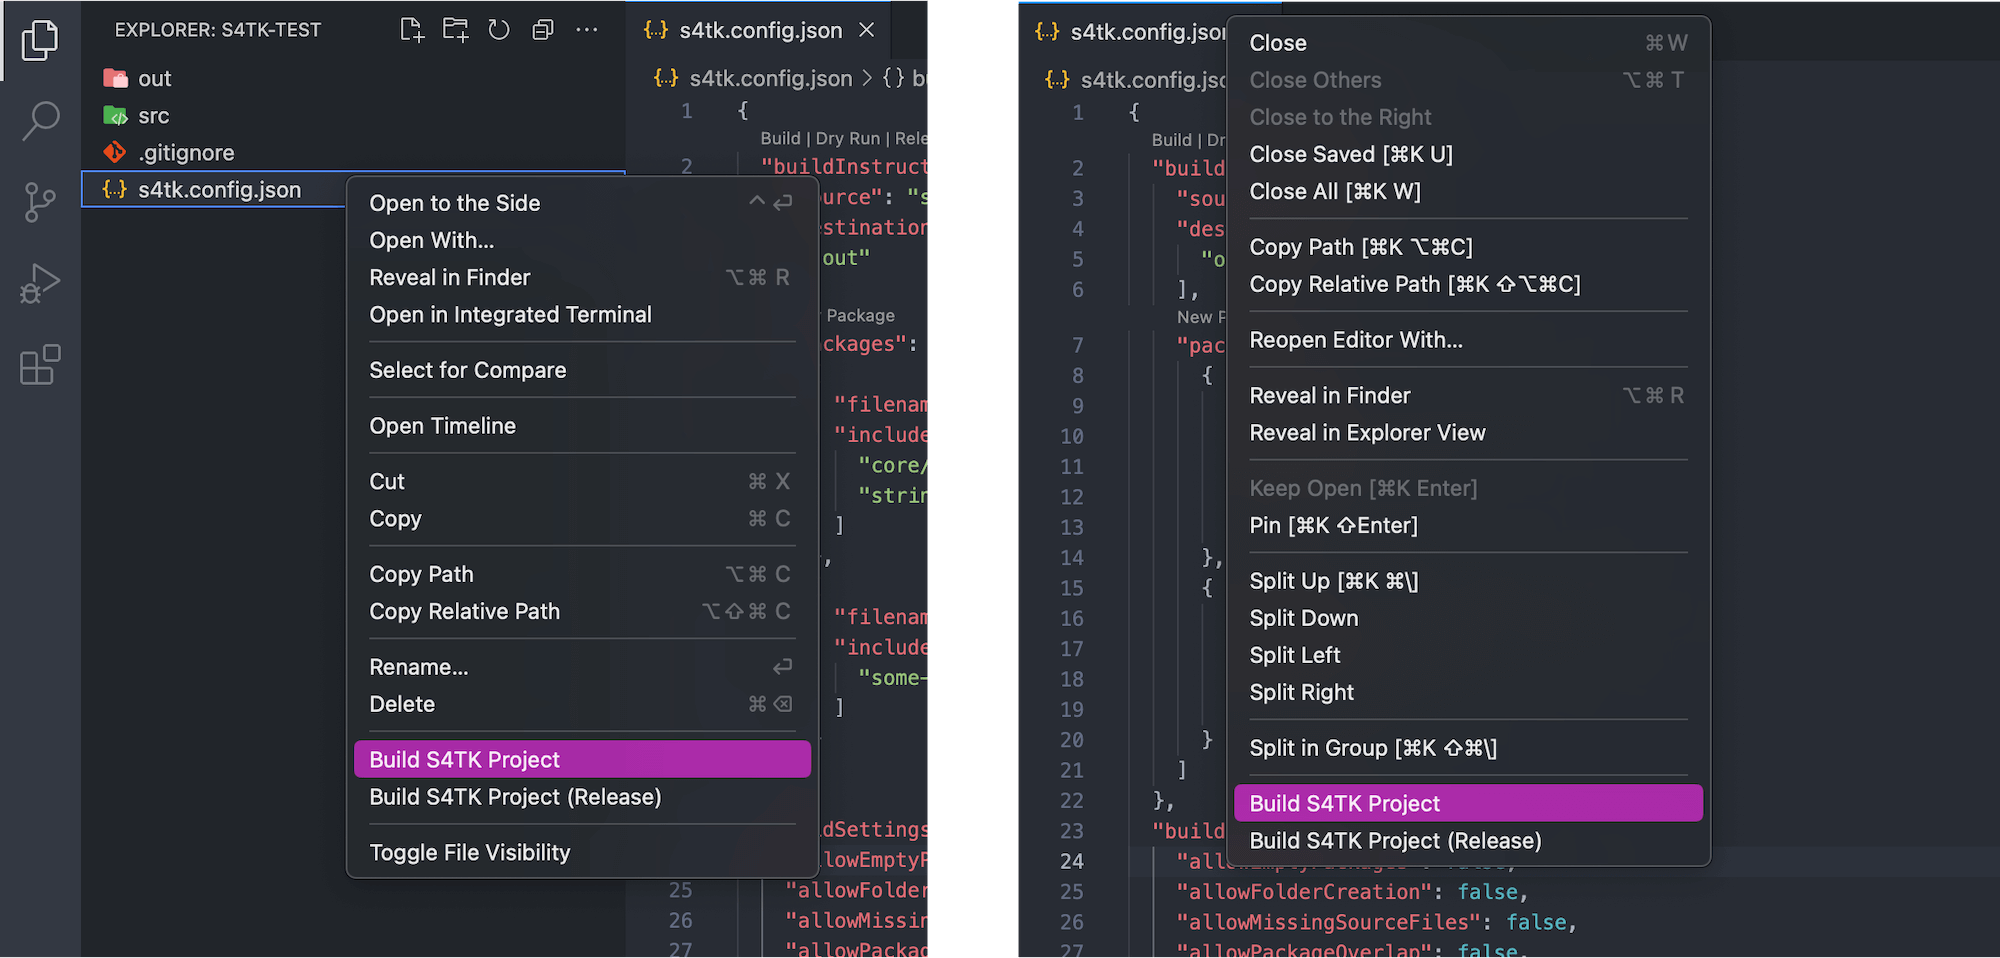 EXPLORER: S4TK-TEST
out
src
.gitignore
s4tk.config.json
s4tk.config.json
s4tk.config.json > {}
1 {
Build | Dry Run | Rele
2 "buildInstruct
ource": "s
estination
out"
Package
ckages":
"filenam
"include
"core/
"strin
]
,
"filenam
"include
"some-
]
dSettings
lowEmptyP
25 "allowFolder
26 "allowMissin
27 "allowPackag
Open to the Side ^ ↩
Open With...
Reveal in Finder ⌥⌘ R
Open in Integrated Terminal
Select for Compare
Open Timeline
Cut ⌘ X
Copy ⌘ C
Copy Path ⌥⌘ C
Copy Relative Path ⌥⇧⌘ C
Rename... ↩
Delete ⌘⌫
Build S4TK Project
Build S4TK Project (Release)
Toggle File Visibility
s4tk.config.json
s4tk.config.jso
1 {
Build | Dr
2 "build
3 "sou
4 "des
5 "o
6 ],
New P
7 "pac
8 {
9
10
11
12
13
14 },
15 {
16
17
18
19
20 }
21 ]
22 },
23 "build
24 "allowEmptyPackages": false,
25 "allowFolderCreation": false,
26 "allowMissingSourceFiles": false,
27 "allowPackageOverlap": false,
Close ⌘W
Close Others ⌥⌘ T
Close to the Right
Close Saved [⌘K U]
Close All [⌘K W]
Copy Path [⌘K ⌥⌘C]
Copy Relative Path [⌘K ⇧⌥⌘C]
Reopen Editor With...
Reveal in Finder ⌥⌘ R
Reveal in Explorer View
Keep Open [⌘K Enter]
Pin [⌘K ⇧Enter]
Split Up [⌘K ⌘\]
Split Down
Split Left
Split Right
Split in Group [⌘K ⇧⌘\]
Build S4TK Project
Build S4TK Project (Release)